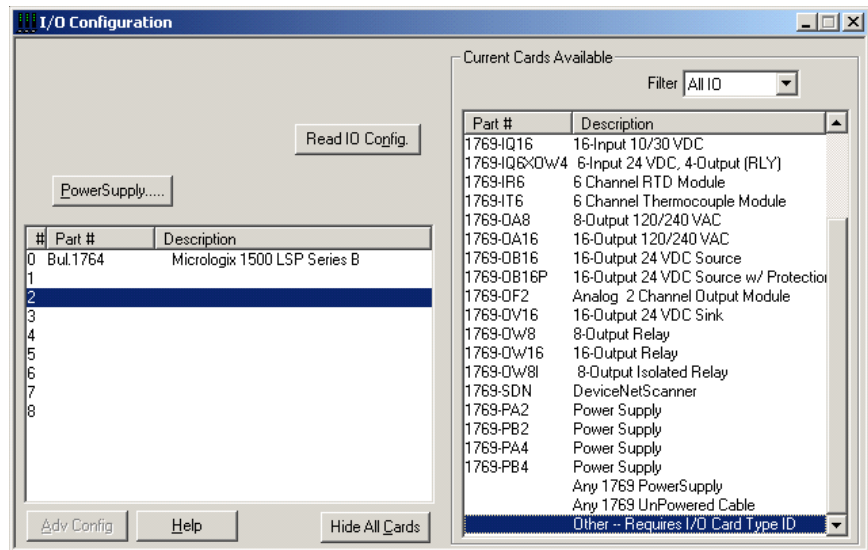 I/O Configuration
Current Cards Available
Filter All IO
Read IO Config.
PowerSupply.....
# Part # Description
0 Bul.1764 Micrologix 1500 LSP Series B
1
2
3
4
5
6
7
8
Adv Config Help Hide All Cards
Part # Description
1769-IQ16 16-Input 10/30 VDC
1769-IQ6XOW4 6-Input 24 VDC, 4-Output (RLY)
1769-IR6 6 Channel RTD Module
1769-IT6 6 Channel Thermocouple Module
1769-OA8 8-Output 120/240 VAC
1769-OA16 16-Output 120/240 VAC
1769-OB16 16-Output 24 VDC Source
1769-OB16P 16-Output 24 VDC Source w/ Protection
1769-OF2 Analog 2 Channel Output Module
1769-OV16 16-Output 24 VDC Sink
1769-OW8 8-Output Relay
1769-OW16 16-Output Relay
1769-OW8I 8-Output Isolated Relay
1769-SDN DeviceNetScanner
1769-PA2 Power Supply
1769-PB2 Power Supply
1769-PA4 Power Supply
1769-PB4 Power Supply
Any 1769 PowerSupply
Any 1769 UnPowered Cable
Other -- Requires I/O Card Type ID